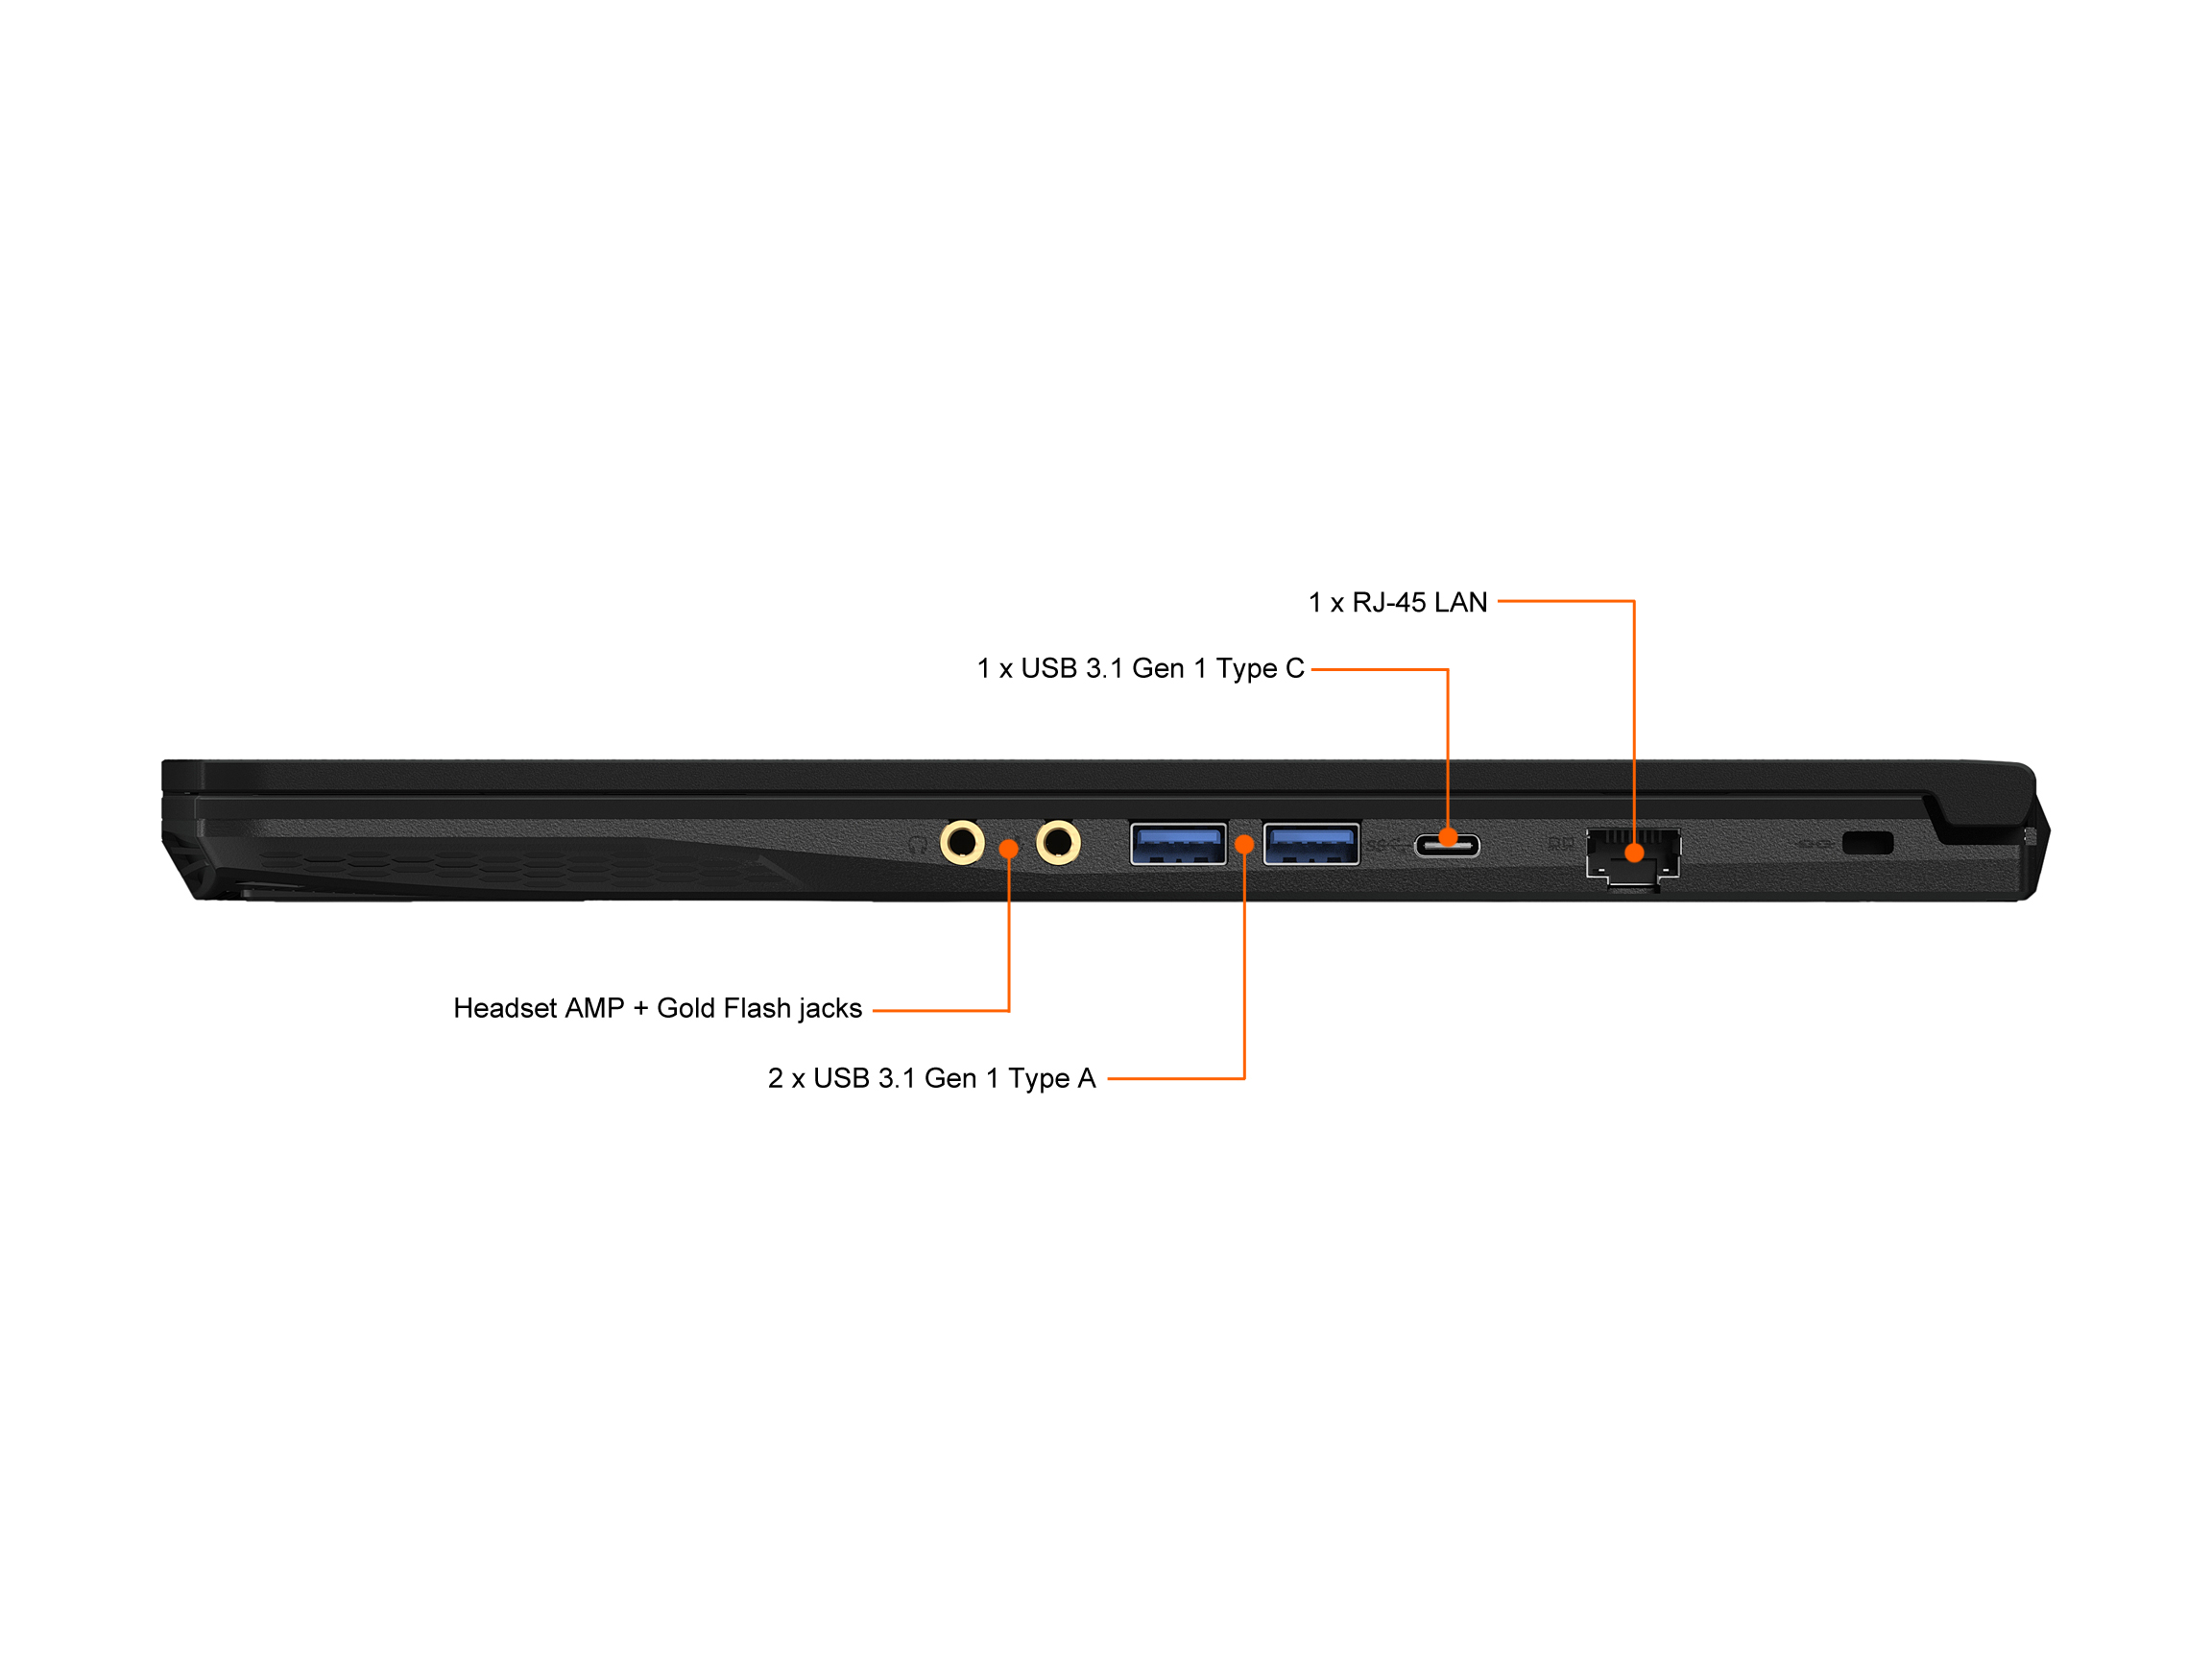 1 x RJ-45 LAN
1 x USB 3.1 Gen 1 Type C
Headset AMP + Gold Flash jacks
2 x USB 3.1 Gen 1 Type A